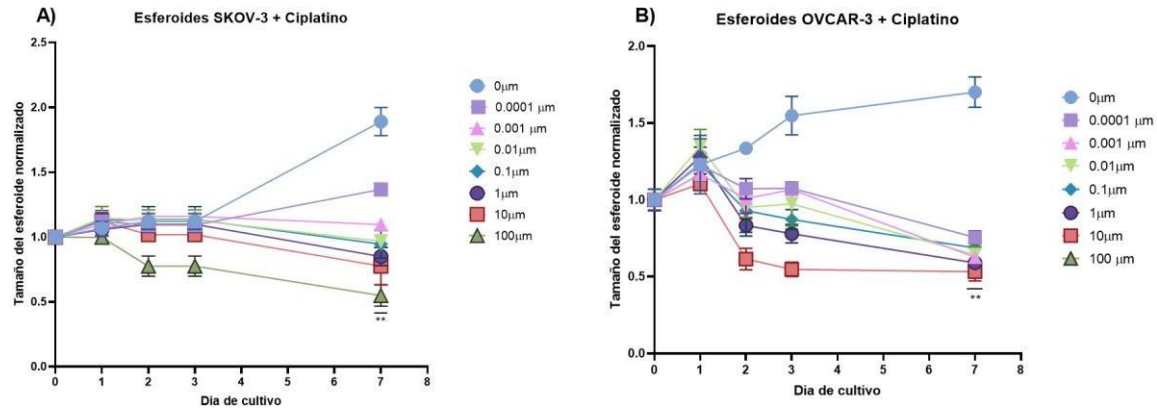 A)
Esferoides SKOV-3 + Ciplatino
Tamaño del esferoide normalizado
2.5
2.0
1.5
1.0
0.5
0.0
0 1 2 3 4 5 6 7 8
Dia de cultivo
**
0µm
0.0001 µm
0.001 µm
0.01µm
0.1µm
1µm
10µm
100µm
B)
Esferoides OVCAR-3 + Ciplatino
Tamaño del esferoide normalizado
2.0
1.5
1.0
0.5
0.0
0 1 2 3 4 5 6 7 8
Dia de cultivo
**
0µm
0.0001 µm
0.001 µm
0.01µm
0.1µm
1µm
10µm
100 µm